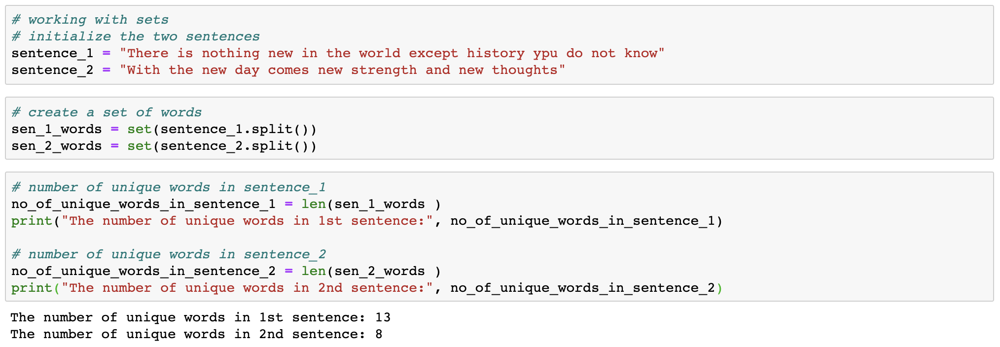 # working with sets
# initialize the two sentences
sentence_1 = "There is nothing new in the world except history ypu do not know"
sentence_2 = "With the new day comes new strength and new thoughts"
# create a set of words
sen_1_words = set(sentence_1.split())
sen_2_words = set(sentence_2.split())
# number of unique words in sentence_1
no_of_unique_words_in_sentence_1 = len(sen_1_words )
print("The number of unique words in 1st sentence:", no_of_unique_words_in_sentence_1)
# number of unique words in sentence_2
no_of_unique_words_in_sentence_2 = len(sen_2_words )
print("The number of unique words in 2nd sentence:", no_of_unique_words_in_sentence_2)
The number of unique words in 1st sentence: 13
The number of unique words in 2nd sentence: 8